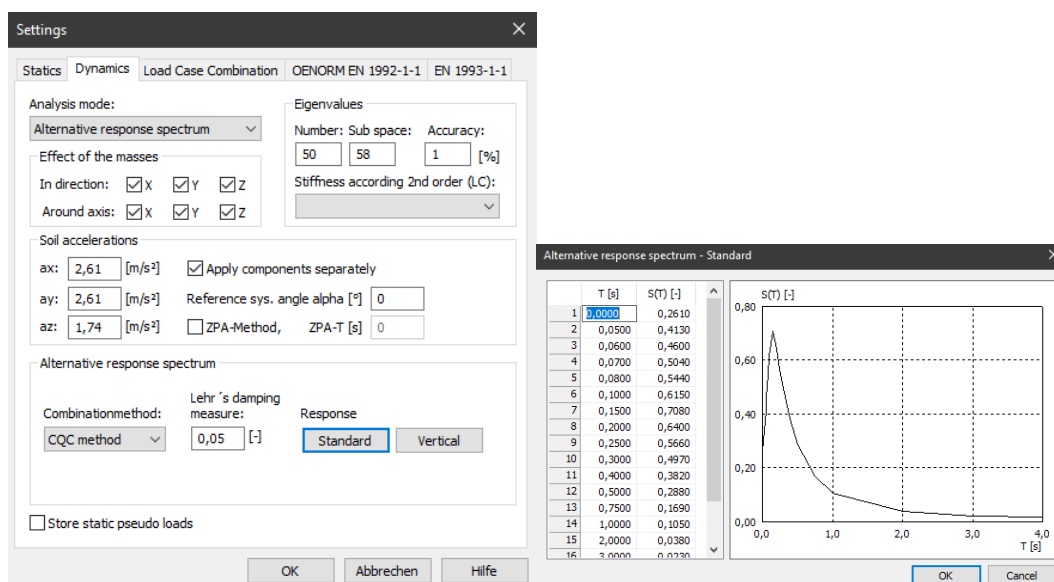 Settings
Statics Dynamics Load Case Combination OENORM EN 1992-1-1 EN 1993-1-1
Analysis mode:
Alternative response spectrum
Effect of the masses
In direction: X Y Z
Around axis: X Y Z
Eigenvalues
Number: Sub space: Accuracy:
50 58 1 [%]
Stiffness according 2nd order (LC):
Soil accelerations
ax: 2,61 [m/s²] Apply components separately
ay: 2,61 [m/s²] Reference sys. angle alpha [°] 0
az: 1,74 [m/s²] ZPA-Method, ZPA-T [s] 0
Alternative response spectrum
Lehr´s damping
Combinationmethod: measure: Response
CQC method 0,05 [-] Standard Vertical
Store static pseudo loads
OK Abbrechen Hilfe
Alternative response spectrum - Standard
T [s] S(T) [-]
1 0,0000 0,2610
2 0,0500 0,4130
3 0,0600 0,4600
4 0,0700 0,5040
5 0,0800 0,5440
6 0,1000 0,6150
7 0,1500 0,7080
8 0,2000 0,6400
9 0,2500 0,5660
10 0,3000 0,4970
11 0,4000 0,3820
12 0,5000 0,2880
13 0,7500 0,1690
14 1,0000 0,1050
15 2,0000 0,0380
16 3,0000 0,0230
S(T) [-]
0,80
0,60
0,40
0,20
0,00
0,0 1,0 2,0 3,0 4,0
T [s]
OK Cancel